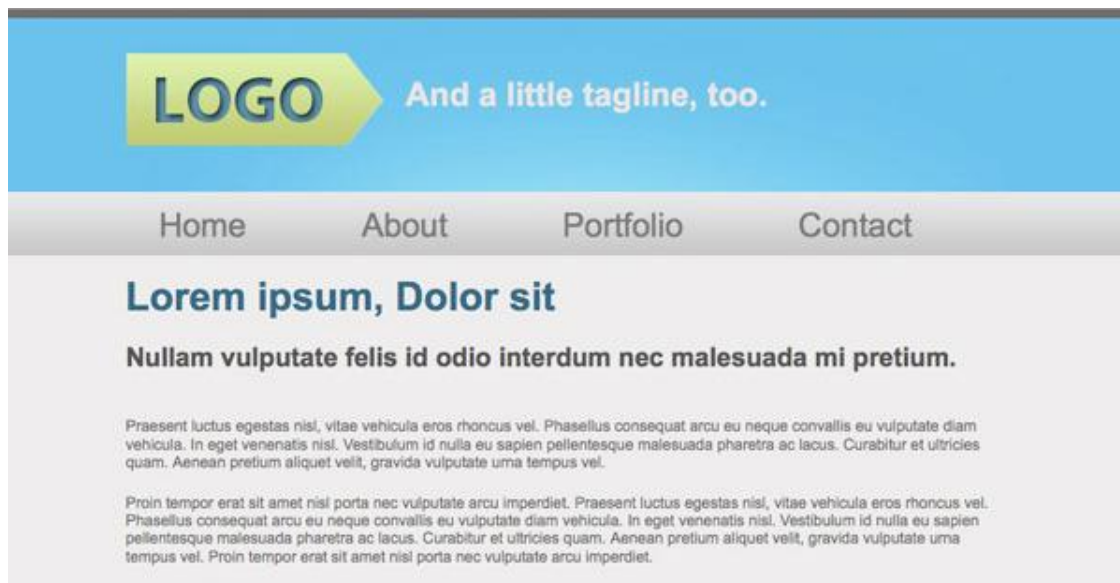 LOGO
And a little tagline, too.
Home About Portfolio Contact
Lorem ipsum, Dolor sit
Nullam vulputate felis id odio interdum nec malesuada mi pretium.
Praesent luctus egestas nisl, vitae vehicula eros rhoncus vel. Phasellus consequat arcu eu neque convallis eu vulputate diam
vehicula. In eget venenatis nisl. Vestibulum id nulla eu sapien pellentesque malesuada pharetra ac lacus. Curabitur et ultricies
quam. Aenean pretium aliquet velit, gravida vulputate urna tempus vel.
Proin tempor erat sit amet nisl porta nec vulputate arcu imperdiet. Praesent luctus egestas nisl, vitae vehicula eros rhoncus vel.
Phasellus consequat arcu eu neque convallis eu vulputate diam vehicula. In eget venenatis nisl. Vestibulum id nulla eu sapien
pellentesque malesuada pharetra ac lacus. Curabitur et ultricies quam. Aenean pretium aliquet velit, gravida vulputate urna
tempus vel. Proin tempor erat sit amet nisl porta nec vulputate arcu imperdiet.